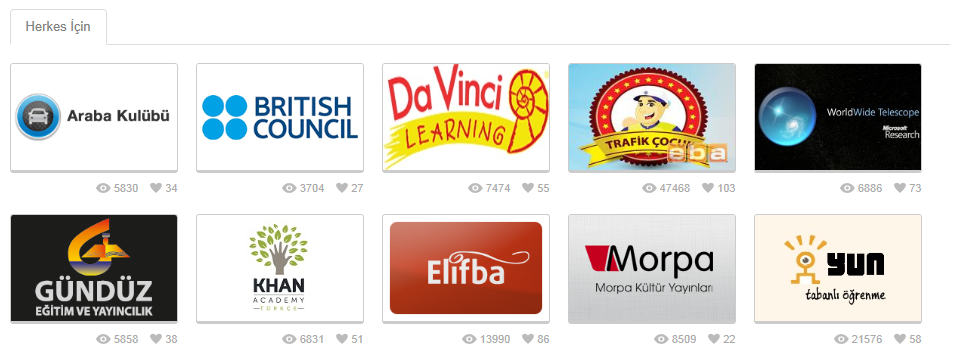 Herkes İçin
Araba Kulübü
BRITISH
COUNCIL
Da Vinci
LEARNING
TRAFİK ÇOCUK
eba
WorldWide Telescope
Microsoft
Research
5830 34
3704 27
7474 55
47468 103
6886 73
GÜNDÜZ
EĞİTİM VE YAYINCILIK
KHAN
ACADEMY
TÜRKÇE
Elifba
Morpa
Morpa Kültür Yayınları
OYUN
tabanlı öğrenme
5858 38
6831 51
13990 86
8509 22
21576 58